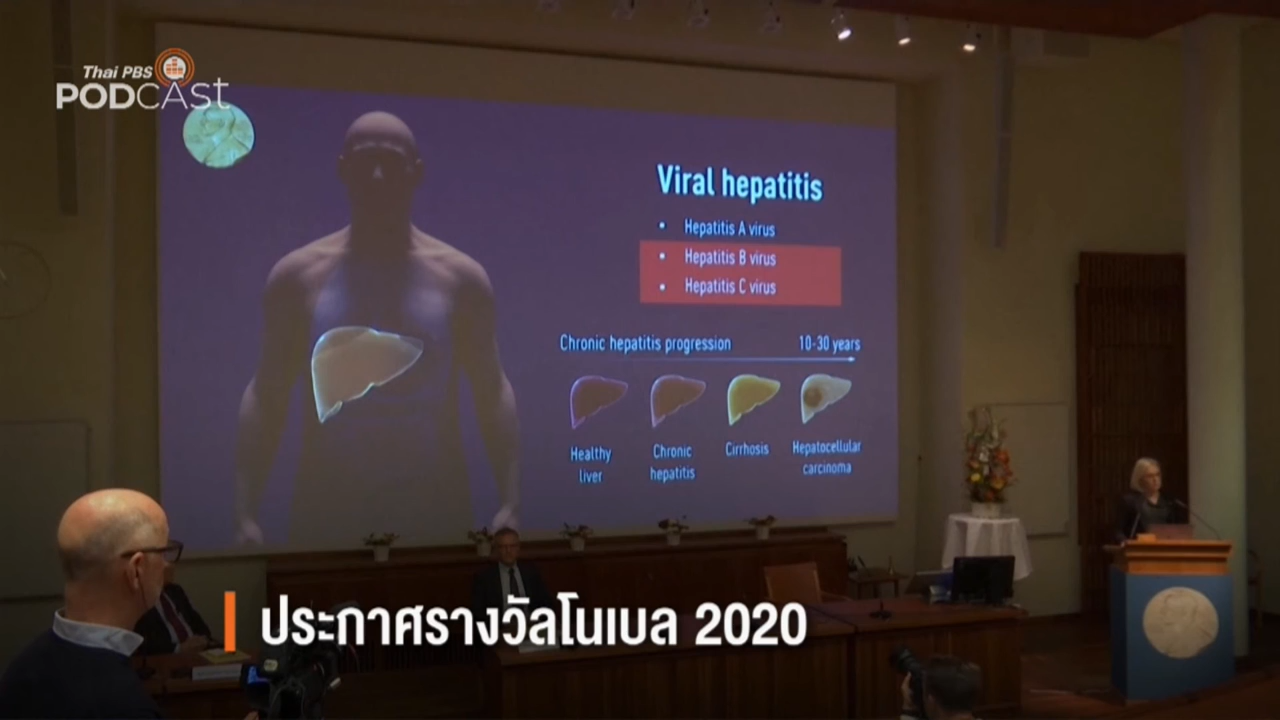 Thai PBS
PODCAST
Viral hepatitis
• Hepatitis A virus
• Hepatitis B virus
• Hepatitis C virus
Chronic hepatitis progression 10-30 years
Healthy liver
Chronic hepatitis
Cirrhosis
Hepatocellular carcinoma
ประกาศรางวัลโนเบล 2020